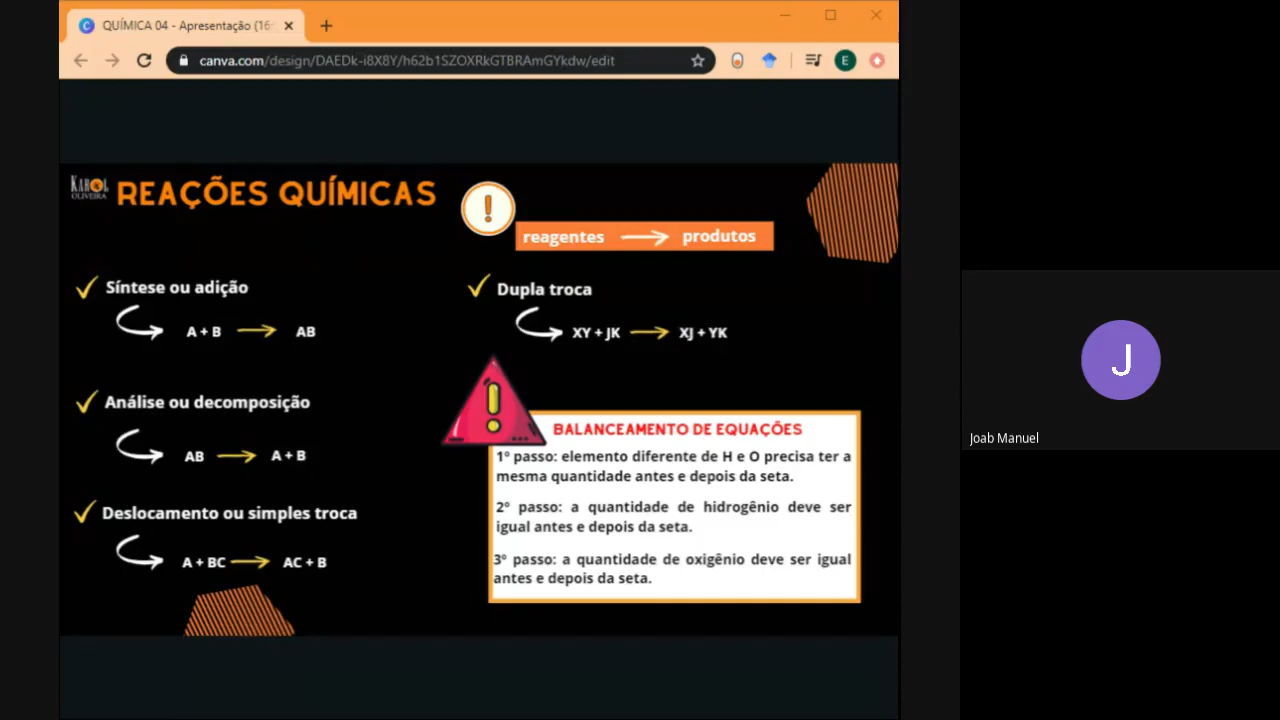 QUÍMICA 04 - Apresentação (16:
canva.com/design/DAEDk-i8X8Y/h62b1SZOXRkGTBRAmGYkdw/edit
E
KAROL
OLIVEIRA
REAÇÕES QUÍMICAS
!
reagentes → produtos
Síntese ou adição
A + B → AB
Análise ou decomposição
AB → A + B
Deslocamento ou simples troca
A + BC → AC + B
Dupla troca
XY + JK → XJ + YK
BALANCEAMENTO DE EQUAÇÕES
1º passo: elemento diferente de H e O precisa ter a
mesma quantidade antes e depois da seta.
2º passo: a quantidade de hidrogênio deve ser
igual antes e depois da seta.
3º passo: a quantidade de oxigênio deve ser igual
antes e depois da seta.
J
Joab Manuel